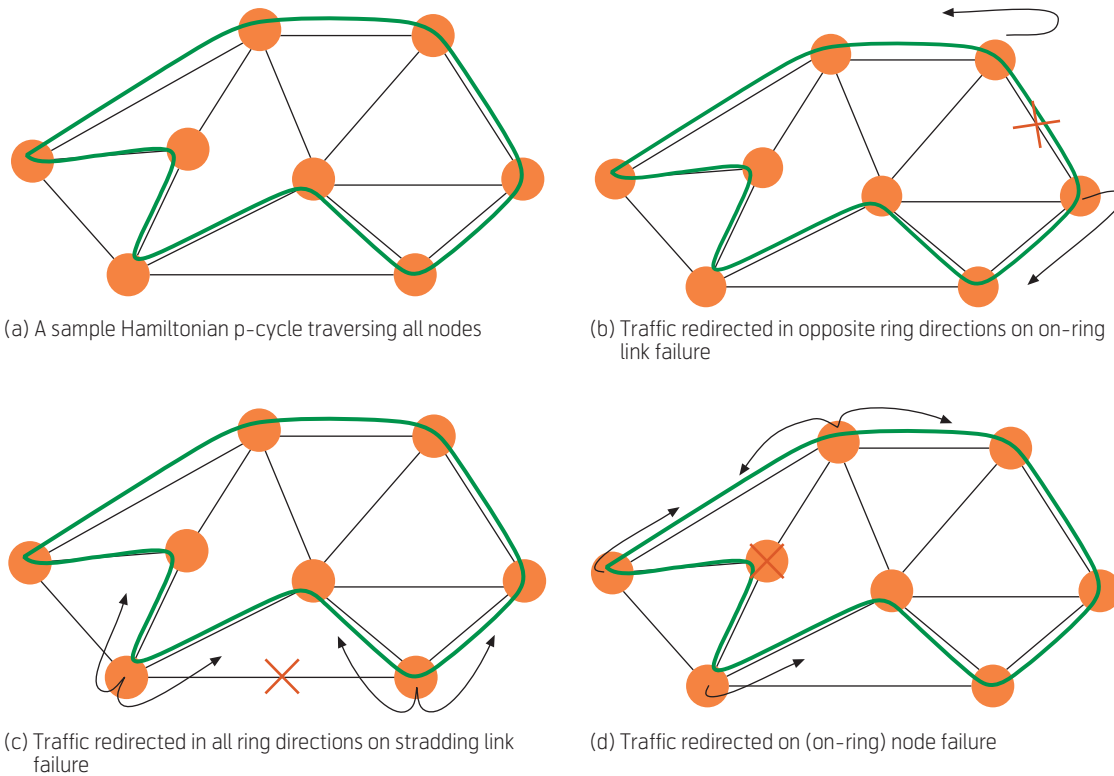 (a) A sample Hamiltonian p-cycle traversing all nodes
(b) Traffic redirected in opposite ring directions on on-ring
link failure
(c) Traffic redirected in all ring directions on stradding link
failure
(d) Traffic redirected on (on-ring) node failure